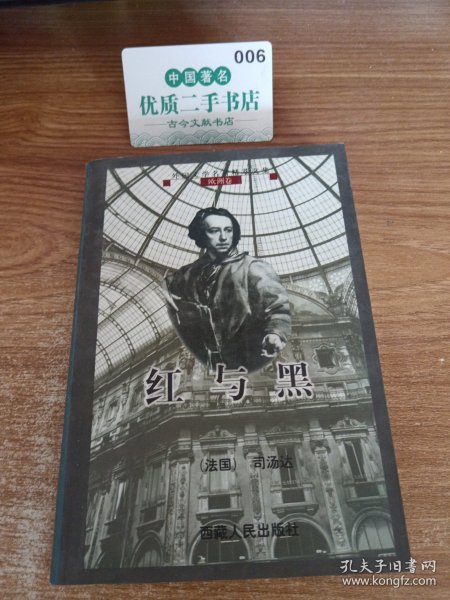 006
中国著名
优质二手书店
古今文献书店
欧洲卷
红与黑
（法国） 司汤达
西藏人民出版社
孔夫子旧书网
www.kongfz.com